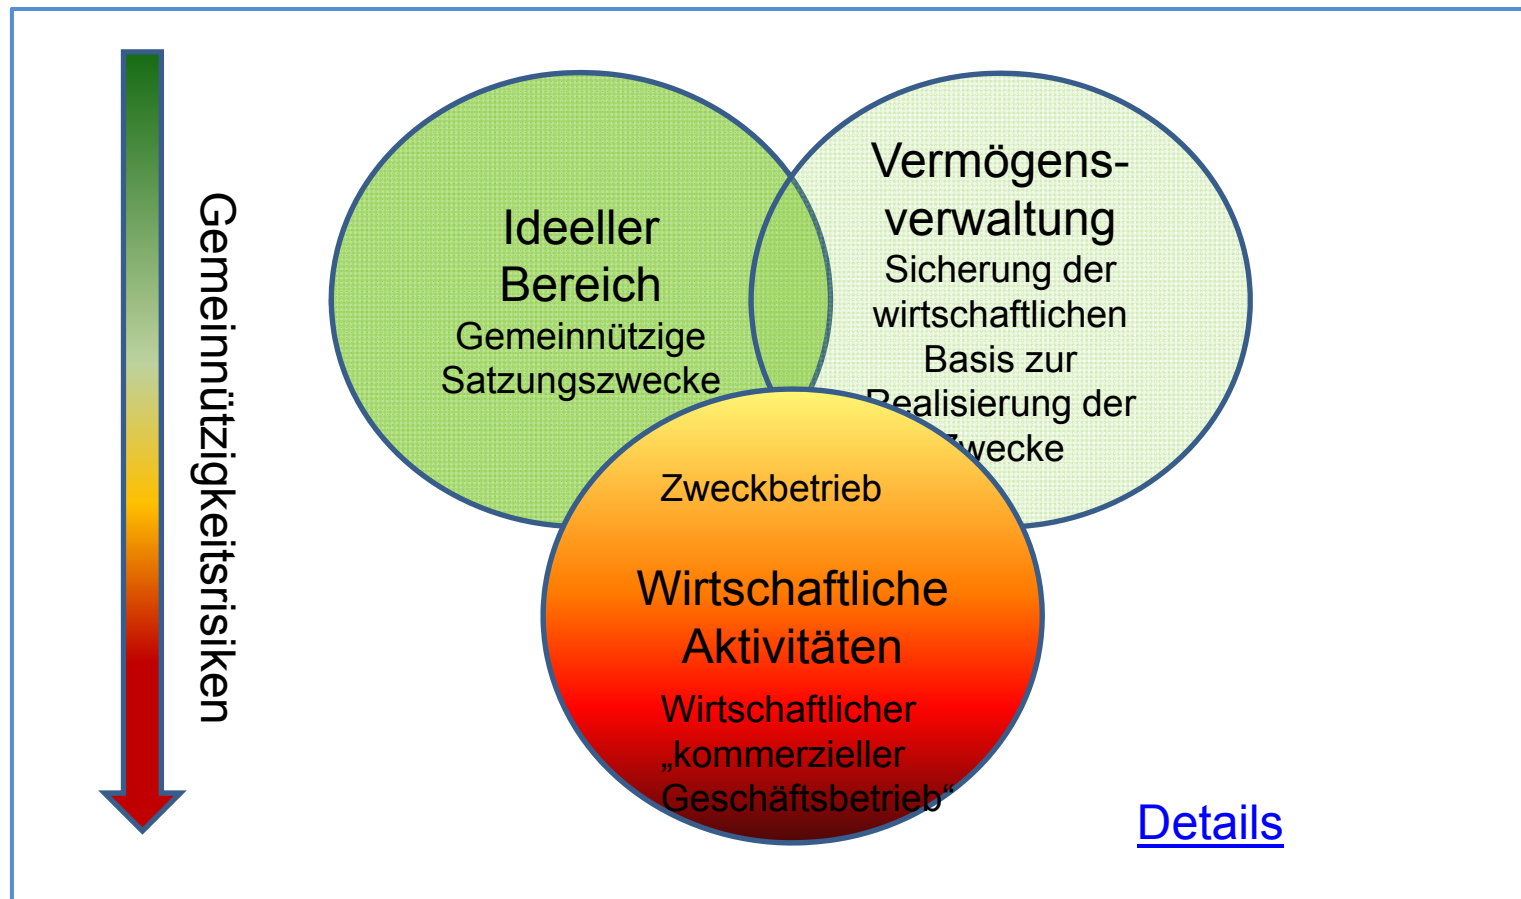 Gemeinnützigkeitsrisiken
Ideeller
Bereich
Gemeinnützige
Satzungszwecke
Vermögens-
verwaltung
Sicherung der
wirtschaftlichen
Basis zur
Realisierung der
Zwecke
Zweckbetrieb
Wirtschaftliche
Aktivitäten
Wirtschaftlicher
„kommerzieller
Geschäftsbetrieb“
Details